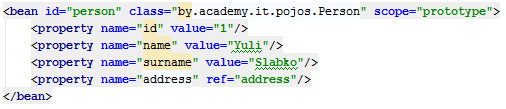 <bean id="person" class="by.academy.it.pojos.Person" scope="prototype">
<property name="id" value="1"/>
<property name="name" value="Yuli"/>
<property name="surname" value="Slabko"/>
<property name="address" ref="address"/>
</bean>